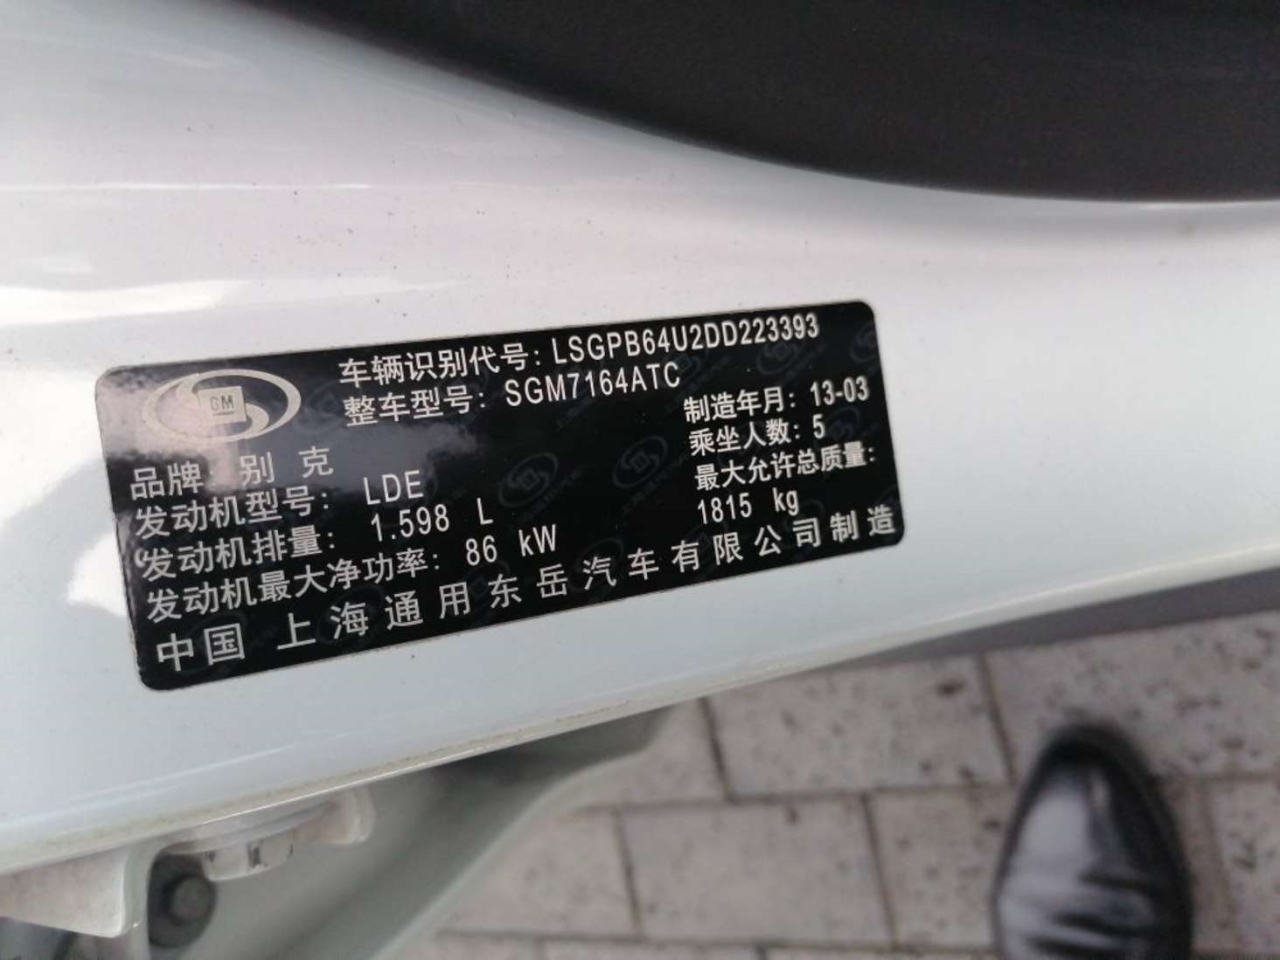 车辆识别代号: LSGPB64U2DD223393
整车型号: SGM7164ATC
GM
品牌: 别克
制造年月: 13-03
发动机型号: LDE
乘坐人数: 5
发动机排量: 1.598 L
最大允许总质量:
1815 kg
发动机最大净功率: 86 kW
中国 上海通用东岳汽车有限公司制造